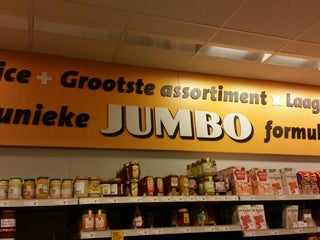 ice + Grootste assortiment x Laag
unieke JUMBO formul